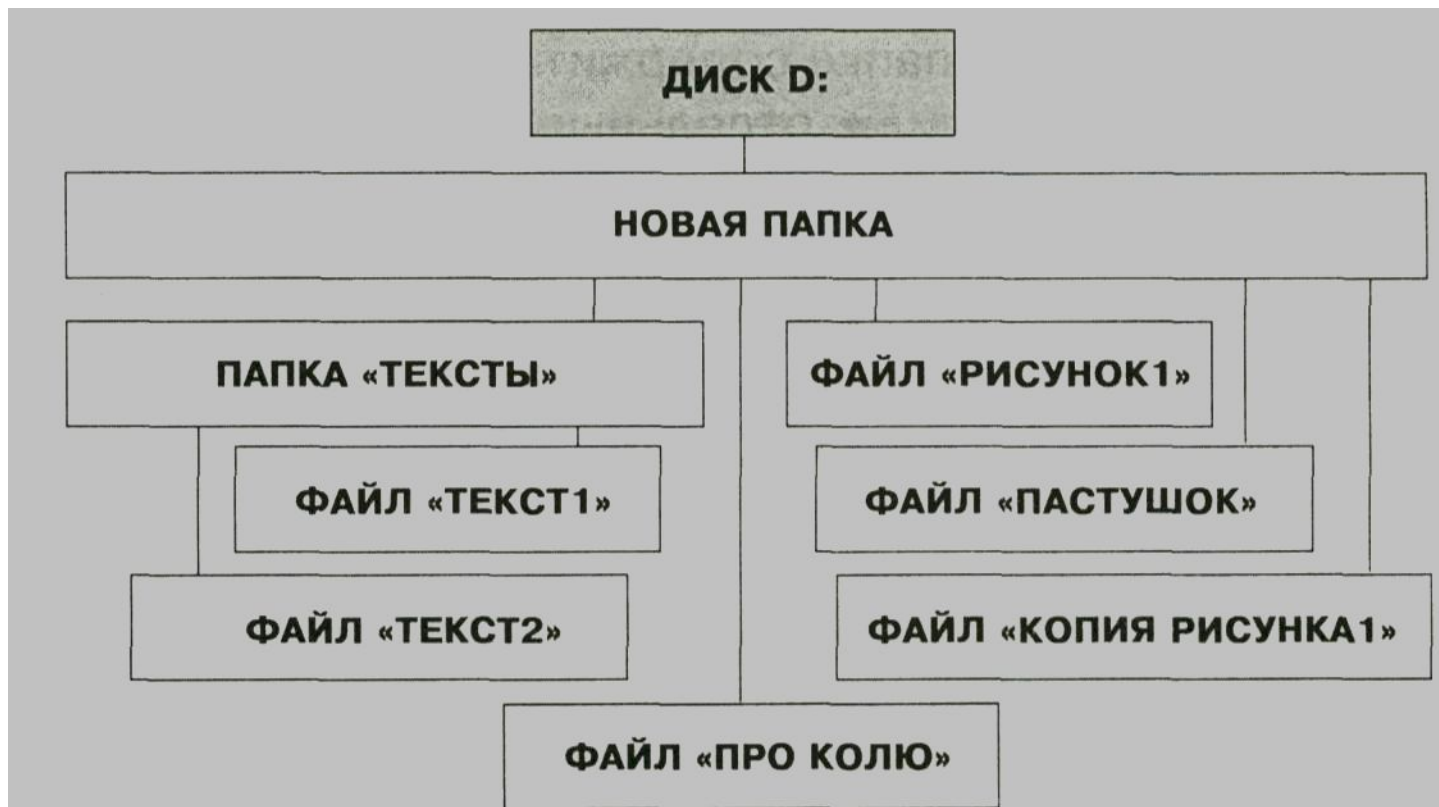 ДИСК D:
НОВАЯ ПАПКА
ПАПКА «ТЕКСТЫ»
ФАЙЛ «РИСУНОК1»
ФАЙЛ «ТЕКСТ1»
ФАЙЛ «ПАСТУШОК»
ФАЙЛ «ТЕКСТ2»
ФАЙЛ «КОПИЯ РИСУНКА1»
ФАЙЛ «ПРО КОЛЮ»